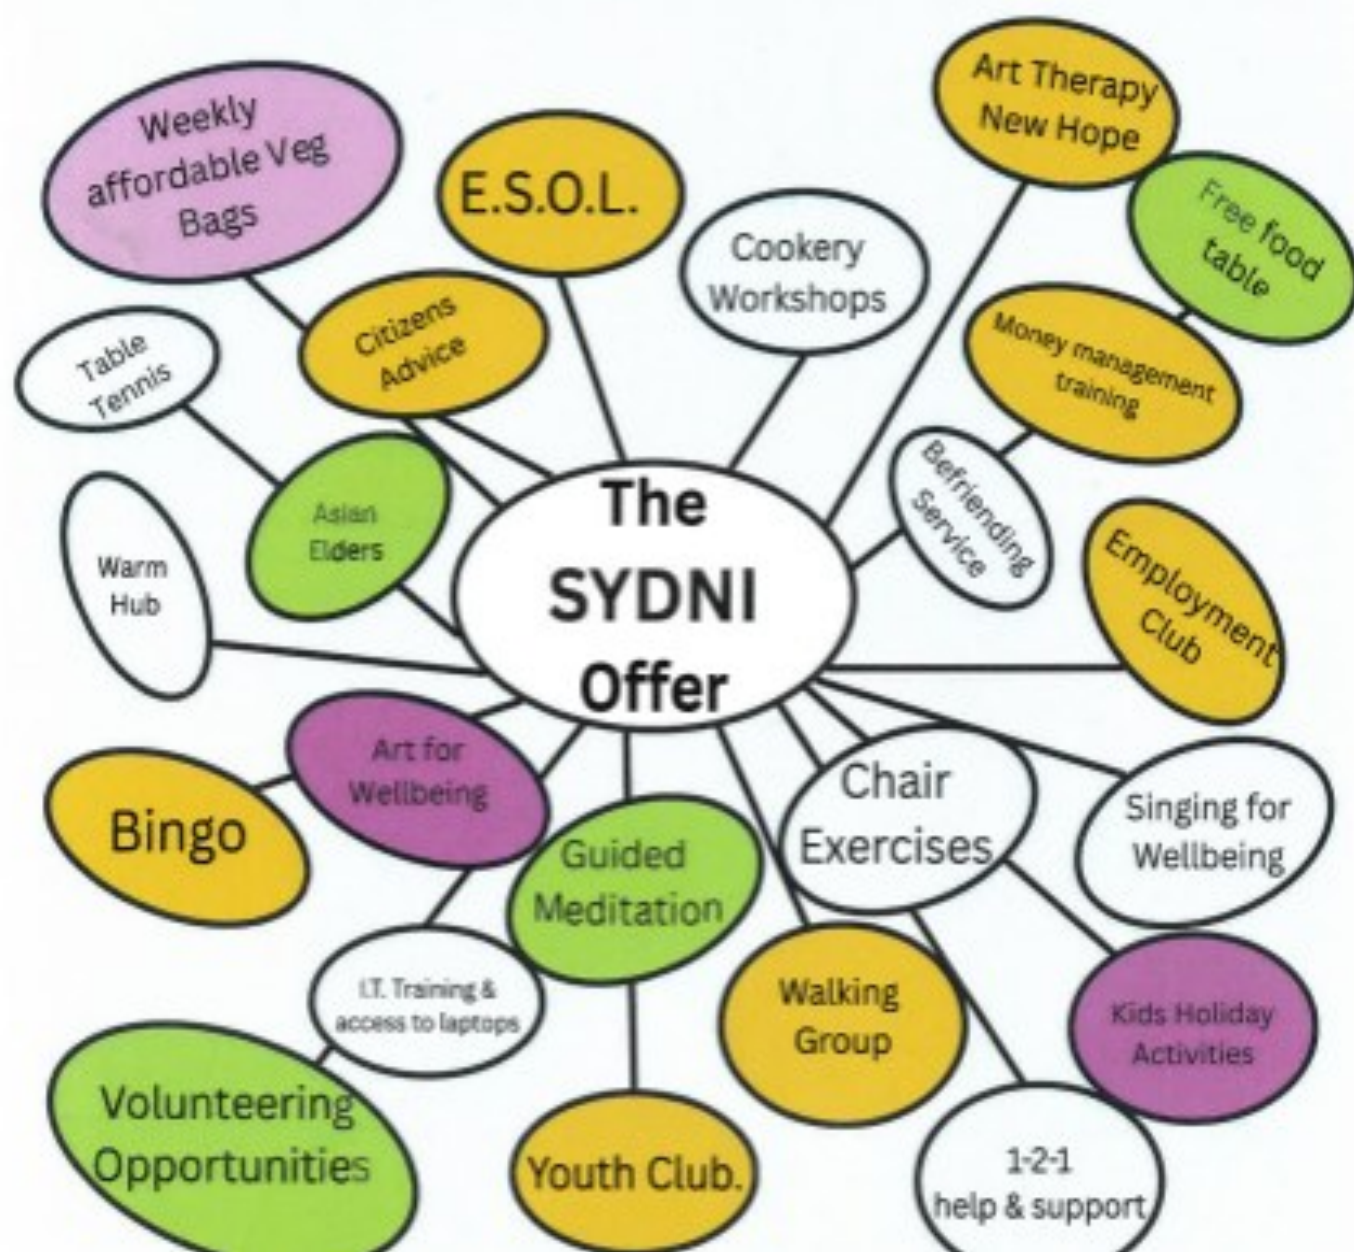 Weekly
affordable Veg
Bags
E.S.O.L.
Art Therapy
New Hope
Free food
table
Cookery
Workshops
Citizens
Advice
Money management
training
Table
Tennis
Befriending
Service
Asian
Elders
The
SYDNI
Offer
Employment
Club
Warm
Hub
Art for
Wellbeing
Bingo
Guided
Meditation
Chair
Exercises
Singing for
Wellbeing
I.T. Training &
access to laptops
Walking
Group
Kids Holiday
Activities
Volunteering
Opportunities
Youth Club.
1-2-1
help & support